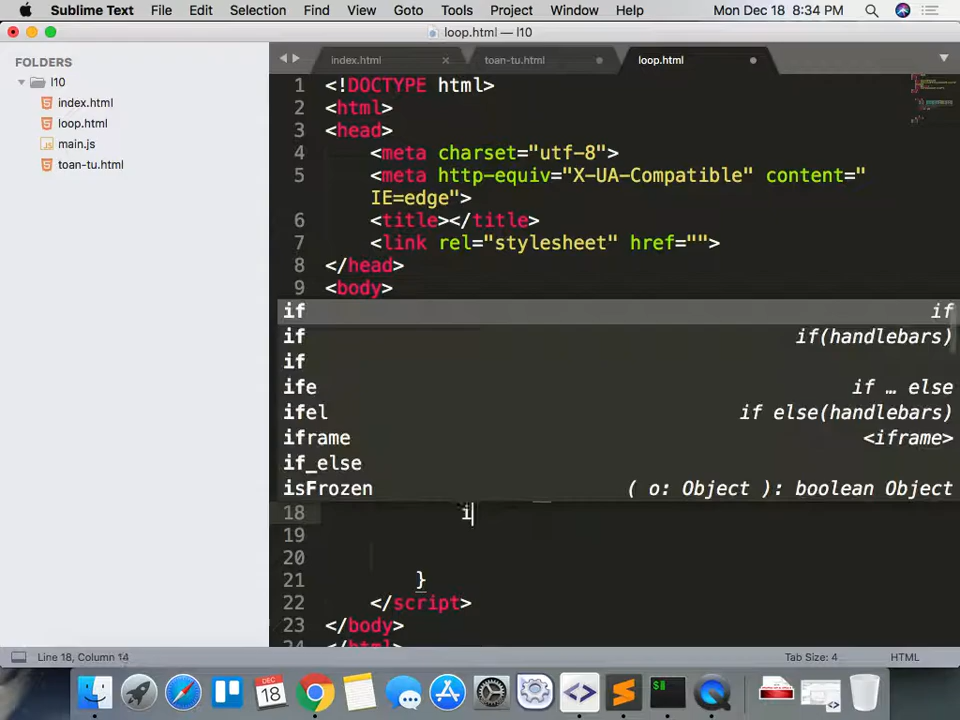 Sublime Text File Edit Selection Find View Goto Tools Project Window Help Mon Dec 18 8:34 PM
loop.html — l10
FOLDERS
l10
index.html
loop.html
main.js
toan-tu.html
index.html
toan-tu.html
loop.html
1 <!DOCTYPE html>
2 <html>
3 <head>
4 <meta charset="utf-8">
5 <meta http-equiv="X-UA-Compatible" content="
IE=edge">
6 <title></title>
7 <link rel="stylesheet" href="">
8 </head>
9 <body>
if if
if if(handlebars)
if
ife if … else
ifel if else(handlebars)
iframe <iframe>
if_else
isFrozen ( o: Object ): boolean Object
18 i
19
20
21 }
22 </script>
23 </body>
24 </html>
Line 18, Column 14
Tab Size: 4
HTML
DEC
18